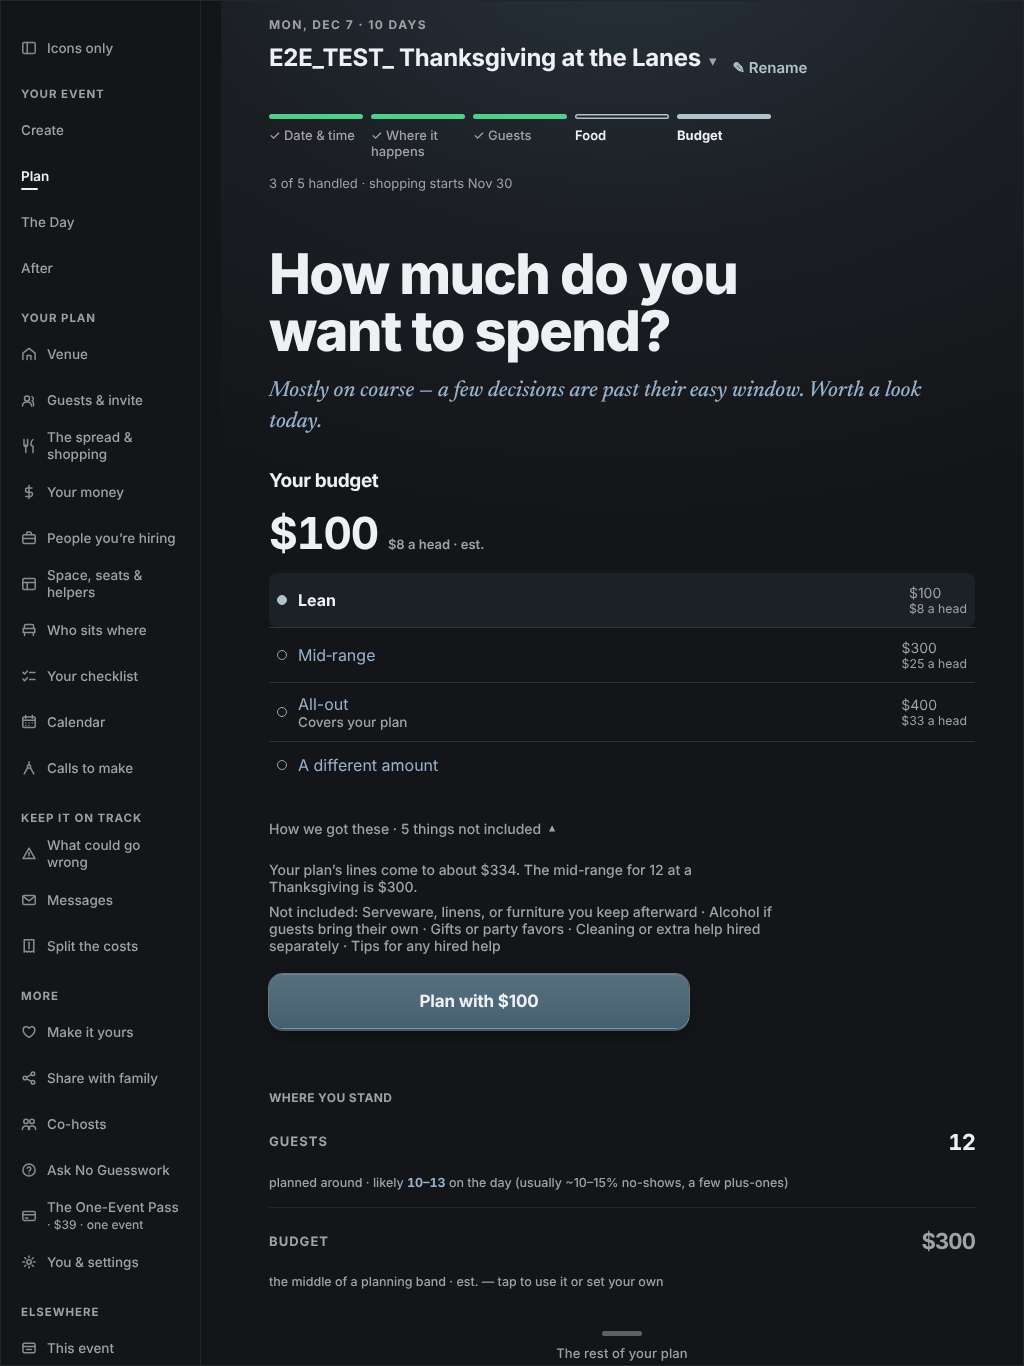 Icons only
YOUR EVENT
Create
Plan
The Day
After
YOUR PLAN
Venue
Guests & invite
The spread &
shopping
Your money
People you’re hiring
Space, seats &
helpers
Who sits where
Your checklist
Calendar
Calls to make
KEEP IT ON TRACK
What could go
wrong
Messages
Split the costs
MORE
Make it yours
Share with family
Co-hosts
Ask No Guesswork
The One-Event Pass
· $39 · one event
You & settings
ELSEWHERE
This event
MON, DEC 7 · 10 DAYS
E2E_TEST_ Thanksgiving at the Lanes ▾ ✎ Rename
✓ Date & time
✓ Where it
happens
✓ Guests
Food
Budget
3 of 5 handled · shopping starts Nov 30
How much do you
want to spend?
Mostly on course — a few decisions are past their easy window. Worth a look
today.
Your budget
$100 $8 a head · est.
Lean
$100
$8 a head
Mid-range
$300
$25 a head
All-out
Covers your plan
$400
$33 a head
A different amount
How we got these · 5 things not included ▴
Your plan’s lines come to about $334. The mid-range for 12 at a
Thanksgiving is $300.
Not included: Serveware, linens, or furniture you keep afterward · Alcohol if
guests bring their own · Gifts or party favors · Cleaning or extra help hired
separately · Tips for any hired help
Plan with $100
WHERE YOU STAND
GUESTS 12
planned around · likely 10–13 on the day (usually ~10–15% no-shows, a few plus-ones)
BUDGET $300
the middle of a planning band · est. — tap to use it or set your own
The rest of your plan